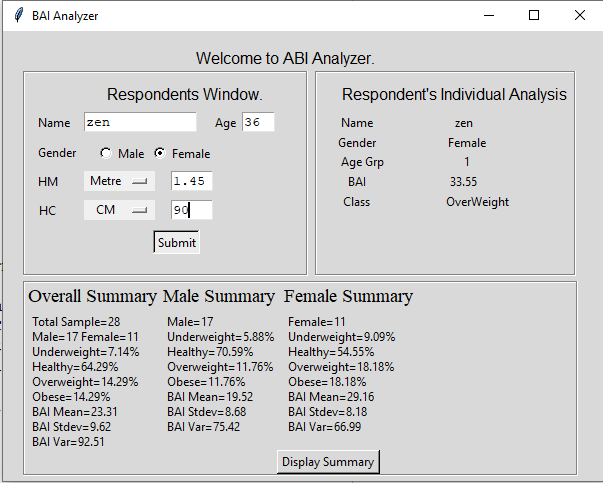 BAI Analyzer
Welcome to ABI Analyzer.
Respondents Window.
Name zen Age 36
Gender Male Female
HM Metre 1.45
HC CM 90
Submit
Respondent's Individual Analysis
Name zen
Gender Female
Age Grp 1
BAI 33.55
Class OverWeight
Overall Summary
Total Sample=28
Male=17 Female=11
Underweight=7.14%
Healthy=64.29%
Overweight=14.29%
Obese=14.29%
BAI Mean=23.31
BAI Stdev=9.62
BAI Var=92.51
Male Summary
Male=17
Underweight=5.88%
Healthy=70.59%
Overweight=11.76%
Obese=11.76%
BAI Mean=19.52
BAI Stdev=8.68
BAI Var=75.42
Female Summary
Female=11
Underweight=9.09%
Healthy=54.55%
Overweight=18.18%
Obese=18.18%
BAI Mean=29.16
BAI Stdev=8.18
BAI Var=66.99
Display Summary